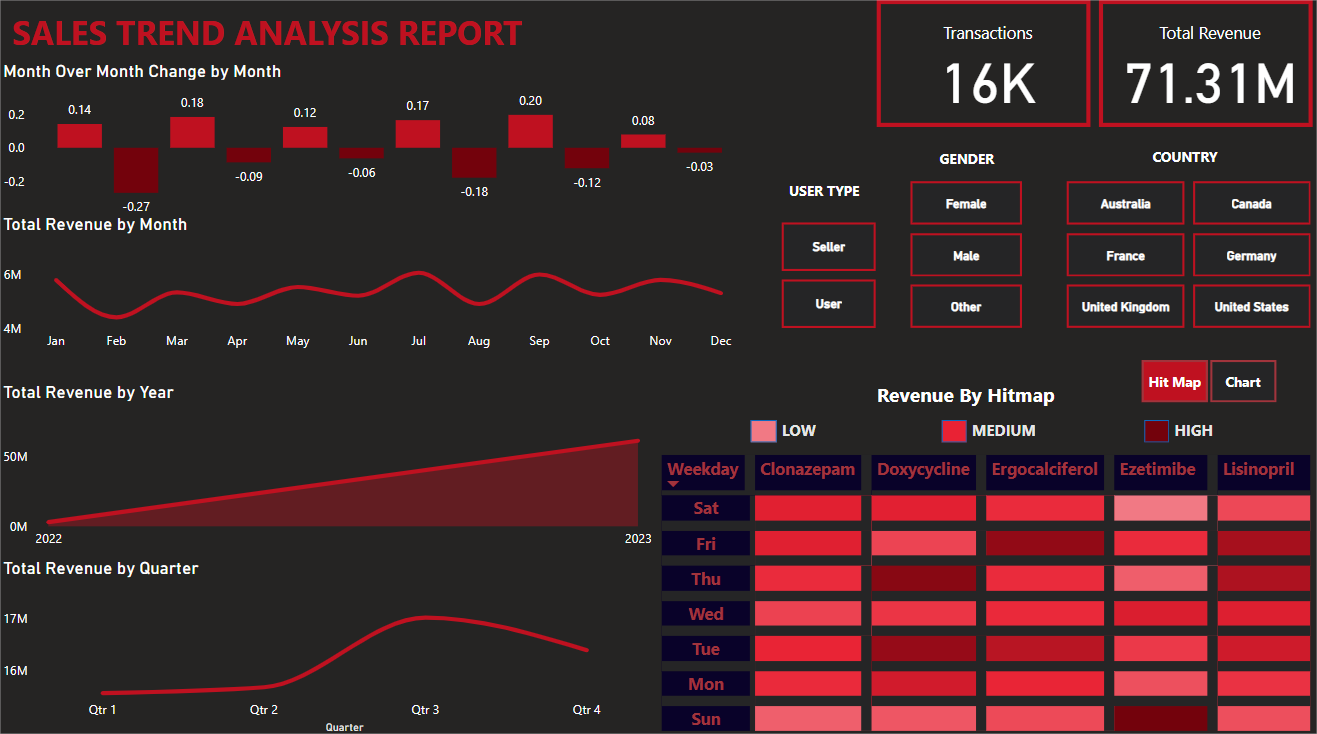 SALES TREND ANALYSIS REPORT
Transactions
16K
Total Revenue
71.31M
Month Over Month Change by Month
0.2
0.0
-0.2
0.14
-0.27
0.18
-0.09
0.12
-0.06
0.17
-0.18
0.20
-0.12
0.08
-0.03
Total Revenue by Month
6M
4M
Jan Feb Mar Apr May Jun Jul Aug Sep Oct Nov Dec
USER TYPE
Seller
User
GENDER
Female
Male
Other
COUNTRY
Australia Canada
France Germany
United Kingdom United States
Total Revenue by Year
50M
0M
2022 2023
Total Revenue by Quarter
17M
16M
Qtr 1 Qtr 2 Qtr 3 Qtr 4
Quarter
Hit Map Chart
Revenue By Hitmap
LOW MEDIUM HIGH
Weekday Clonazepam Doxycycline Ergocalciferol Ezetimibe Lisinopril
Sat
Fri
Thu
Wed
Tue
Mon
Sun